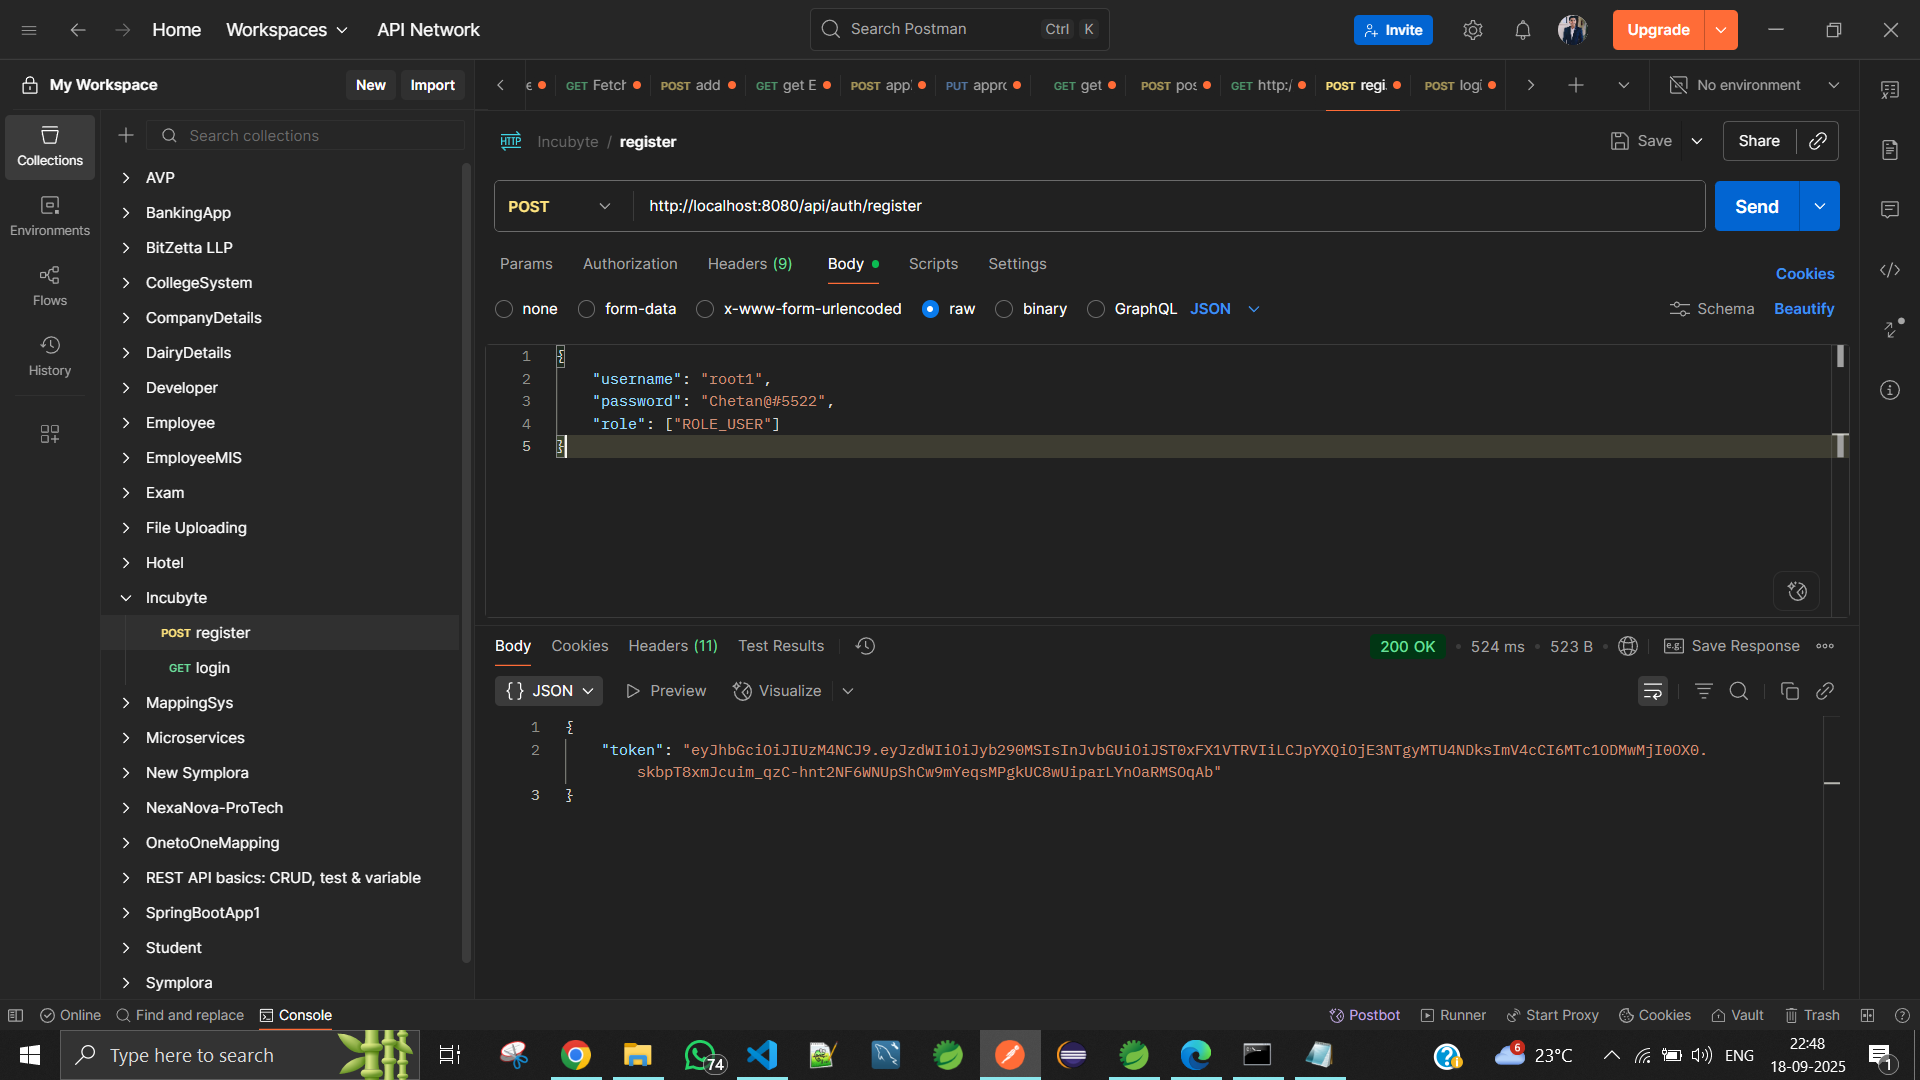 Home
Workspaces
API Network
Search Postman
Ctrl K
Invite
Upgrade
My Workspace
New
Import
e
GET Fetch
POST add
GET get E
POST app
PUT appro
GET get
POST pos
GET http:/
POST regi
POST logi
No environment
Collections
Environments
Flows
History
Search collections
AVP
BankingApp
BitZetta LLP
CollegeSystem
CompanyDetails
DairyDetails
Developer
Employee
EmployeeMIS
Exam
File Uploading
Hotel
Incubyte
POST register
GET login
MappingSys
Microservices
New Symplora
NexaNova-ProTech
OnetoOneMapping
REST API basics: CRUD, test & variable
SpringBootApp1
Student
Symplora
HTTP Incubyte / register
Save
Share
POST http://localhost:8080/api/auth/register
Send
Params Authorization Headers (9) Body Scripts Settings
Cookies
none form-data x-www-form-urlencoded raw binary GraphQL JSON
Schema Beautify
1 {
2 "username": "root1",
3 "password": "Chetan@#5522",
4 "role": ["ROLE_USER"]
5 }
Body Cookies Headers (11) Test Results
200 OK • 524 ms • 523 B
e.g. Save Response
{} JSON Preview Visualize
1 {
2 "token": "eyJhbGciOiJIUzM4NCJ9.eyJzdWIiOiJyb290MSIsInJvbGUiOiJST0xFX1VTRVIiLCJpYXQiOjE3NTgyMTU4NDksImV4cCI6MTc1ODMwMjI0OX0.
skbpT8xmJcuim_qzC-hnt2NF6WNUpShCw9mYeqsMPgkUC8wUiparLYnOaRMSOqAb"
3 }
Online
Find and replace
Console
Postbot
Runner
Start Proxy
Cookies
Vault
Trash
Type here to search
74
6
23°C
ENG
22:48
18-09-2025
1